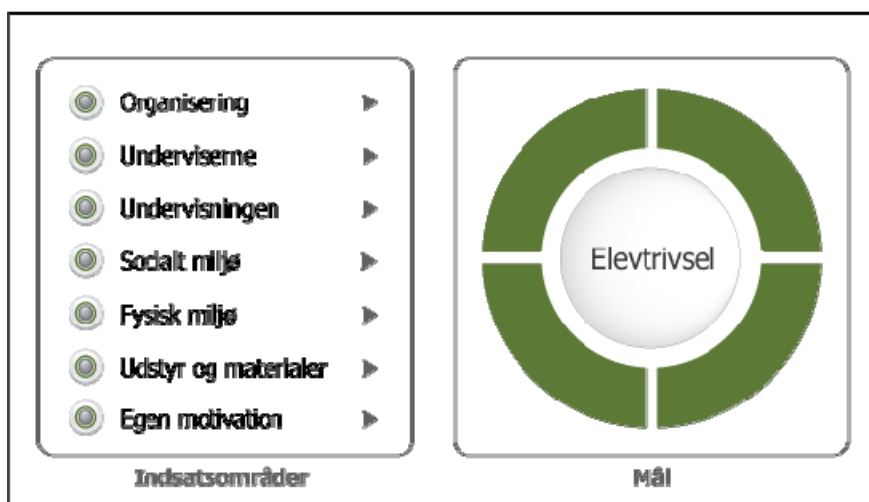 Organisering
Underviserne
Undervisningen
Socialt miljø
Fysisk miljø
Udstyr og materialer
Egen motivation
Indsatsområder
Elevtrivsel
Mål